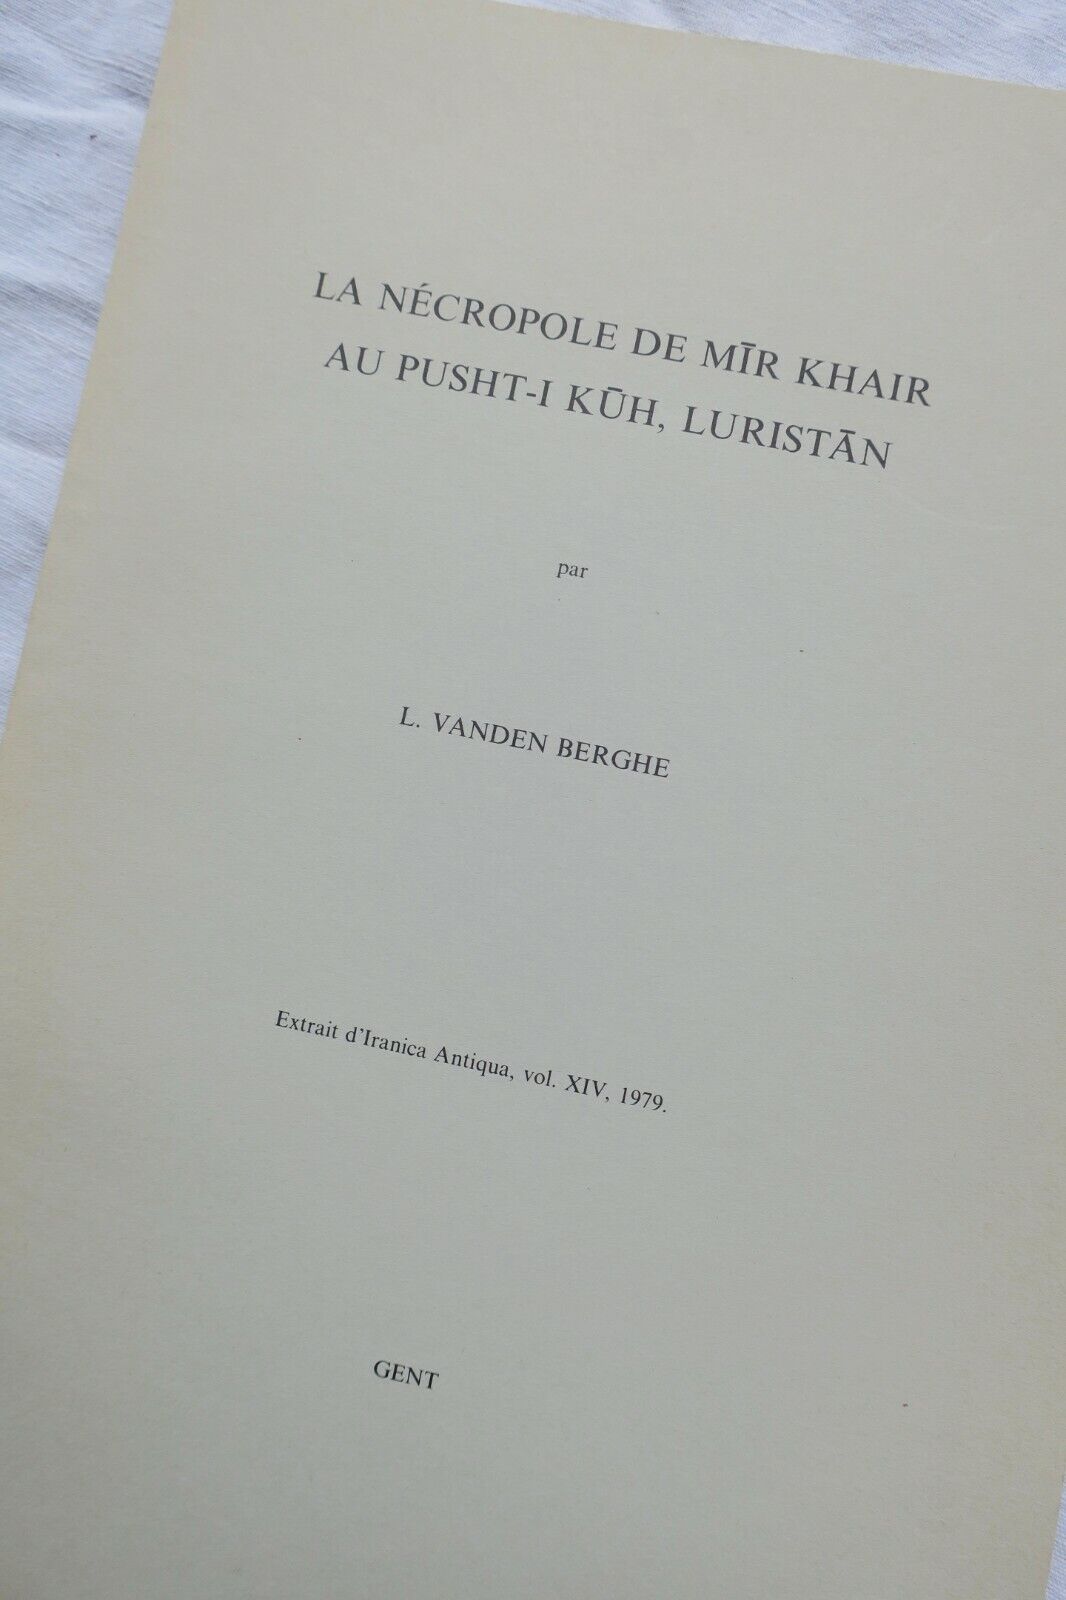 LA NÉCROPOLE DE MĪR KHAIR
AU PUSHT-I KŪH, LURISTĀN
par
L. VANDEN BERGHE
Extrait d'Iranica Antiqua, vol. XIV, 1979.
GENT